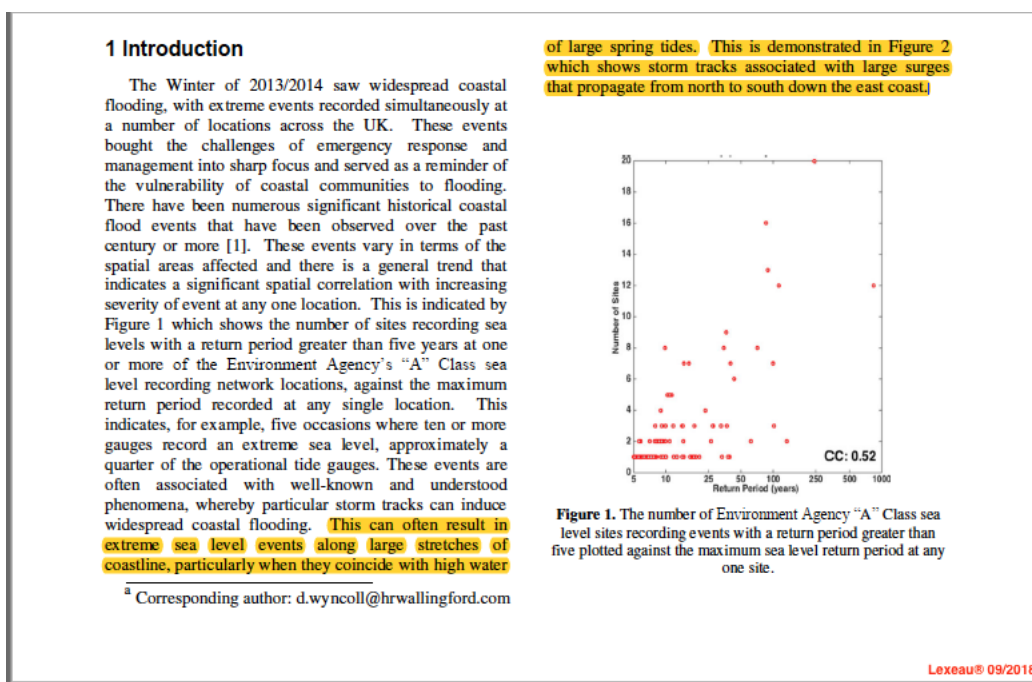 1 Introduction
The Winter of 2013/2014 saw widespread coastal
flooding, with extreme events recorded simultaneously at
a number of locations across the UK. These events
bought the challenges of emergency response and
management into sharp focus and served as a reminder of
the vulnerability of coastal communities to flooding.
There have been numerous significant historical coastal
flood events that have been observed over the past
century or more [1]. These events vary in terms of the
spatial areas affected and there is a general trend that
indicates a significant spatial correlation with increasing
severity of event at any one location. This is indicated by
Figure 1 which shows the number of sites recording sea
levels with a return period greater than five years at one
or more of the Environment Agency's “A” Class sea
level recording network locations, against the maximum
return period recorded at any single location. This
indicates, for example, five occasions where ten or more
gauges record an extreme sea level, approximately a
quarter of the operational tide gauges. These events are
often associated with well-known and understood
phenomena, whereby particular storm tracks can induce
widespread coastal flooding. This can often result in
extreme sea level events along large stretches of
coastline, particularly when they coincide with high water
a Corresponding author: d.wyncoll@hrwallingford.com
of large spring tides. This is demonstrated in Figure 2
which shows storm tracks associated with large surges
that propagate from north to south down the east coast.
20
18
16
14
12
10
8
6
4
2
0
Number of Sites
CC: 0.52
5 10 25 50 100 250 500 1000
Return Period (years)
Figure 1. The number of Environment Agency “A” Class sea
level sites recording events with a return period greater than
five plotted against the maximum sea level return period at any
one site.
Lexeau® 09/2018